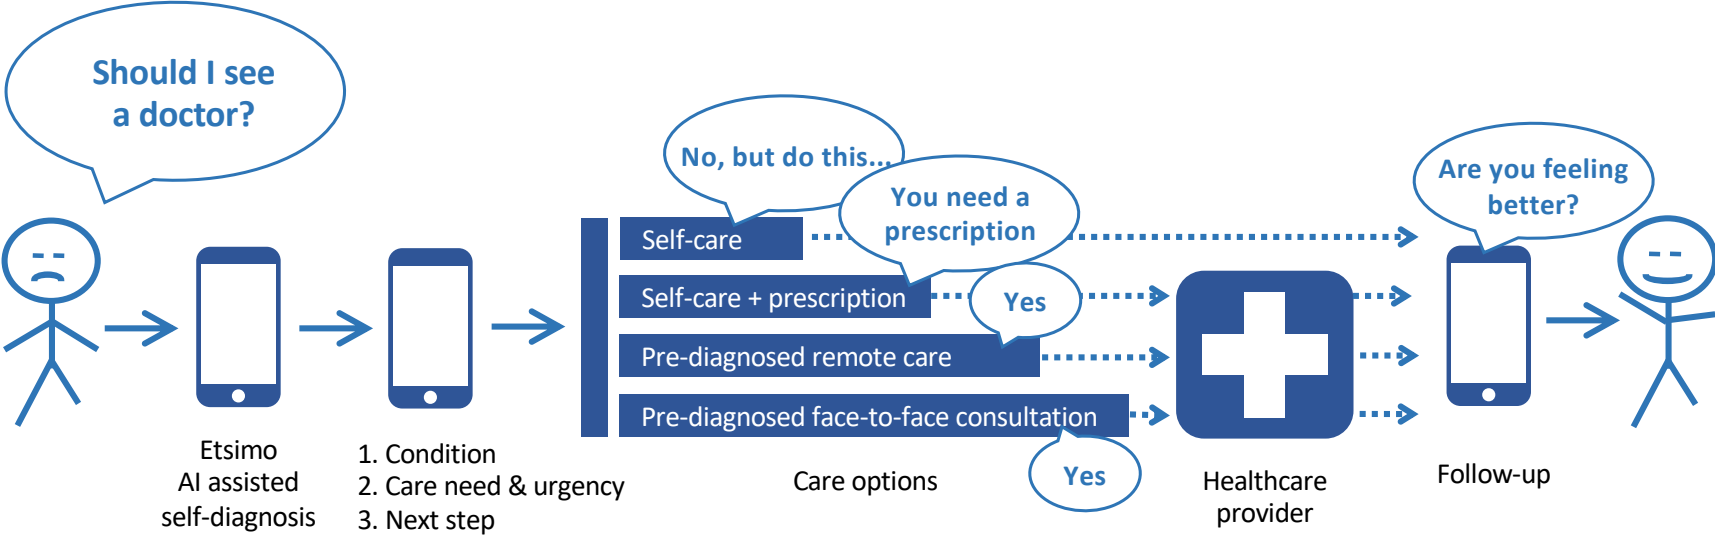 Should I see
a doctor?
No, but do this...
You need a
prescription
Are you feeling
better?
Self-care
Self-care + prescription
Yes
Pre-diagnosed remote care
Pre-diagnosed face-to-face consultation
Yes
Etsimo
AI assisted
self-diagnosis
1. Condition
2. Care need & urgency
3. Next step
Care options
Healthcare
provider
Follow-up